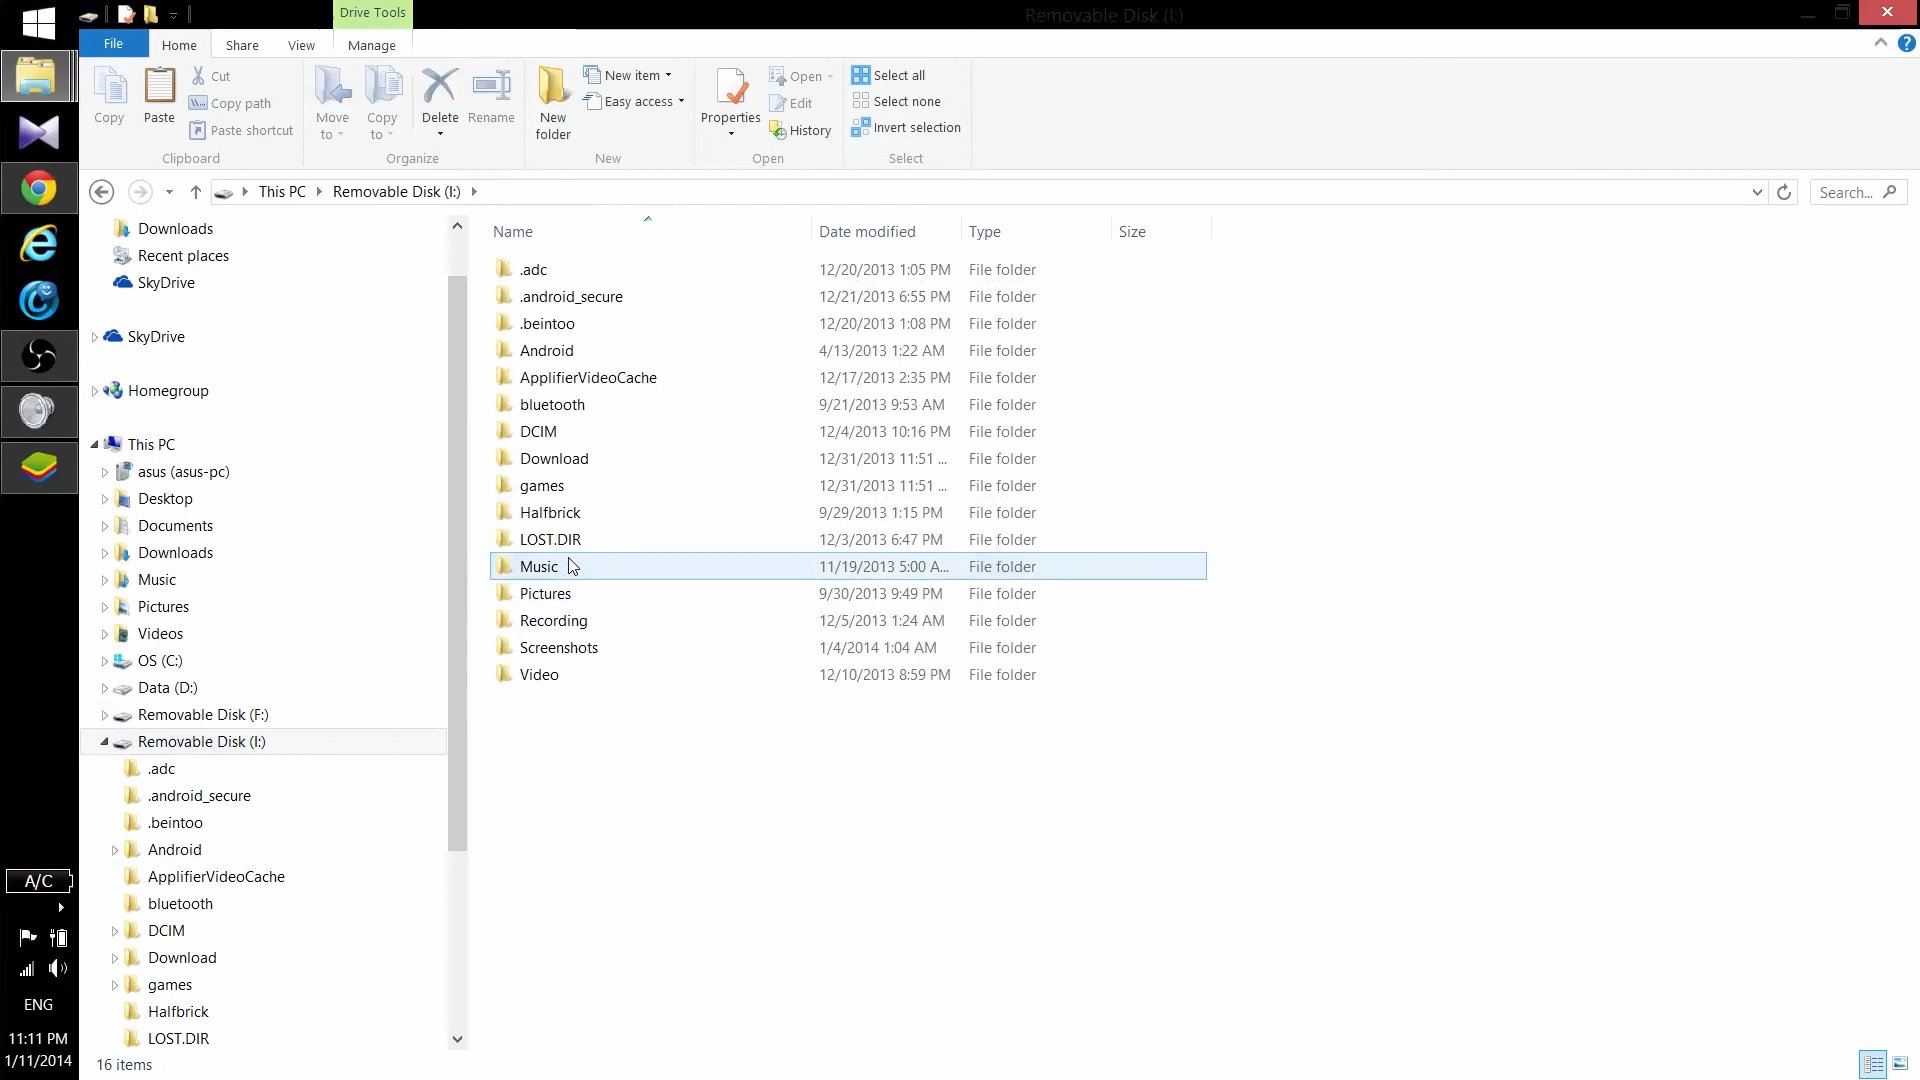 Drive Tools
Removable Disk (I:)
File
Home
Share
View
Manage
Copy
Paste
Cut
Copy path
Paste shortcut
Clipboard
Move to
Copy to
Delete
Rename
Organize
New folder
New item
Easy access
New
Properties
Open
Edit
History
Open
Select all
Select none
Invert selection
Select
This PC
Removable Disk (I:)
Search...
Downloads
Recent places
SkyDrive
SkyDrive
Homegroup
This PC
asus (asus-pc)
Desktop
Documents
Downloads
Music
Pictures
Videos
OS (C:)
Data (D:)
Removable Disk (F:)
Removable Disk (I:)
.adc
.android_secure
.beintoo
Android
ApplifierVideoCache
bluetooth
DCIM
Download
games
Halfbrick
LOST.DIR
Name Date modified Type Size
.adc 12/20/2013 1:05 PM File folder
.android_secure 12/21/2013 6:55 PM File folder
.beintoo 12/20/2013 1:08 PM File folder
Android 4/13/2013 1:22 AM File folder
ApplifierVideoCache 12/17/2013 2:35 PM File folder
bluetooth 9/21/2013 9:53 AM File folder
DCIM 12/4/2013 10:16 PM File folder
Download 12/31/2013 11:51 ... File folder
games 12/31/2013 11:51 ... File folder
Halfbrick 9/29/2013 1:15 PM File folder
LOST.DIR 12/3/2013 6:47 PM File folder
Music 11/19/2013 5:00 A... File folder
Pictures 9/30/2013 9:49 PM File folder
Recording 12/5/2013 1:24 AM File folder
Screenshots 1/4/2014 1:04 AM File folder
Video 12/10/2013 8:59 PM File folder
16 items
A/C
ENG
11:11 PM
1/11/2014